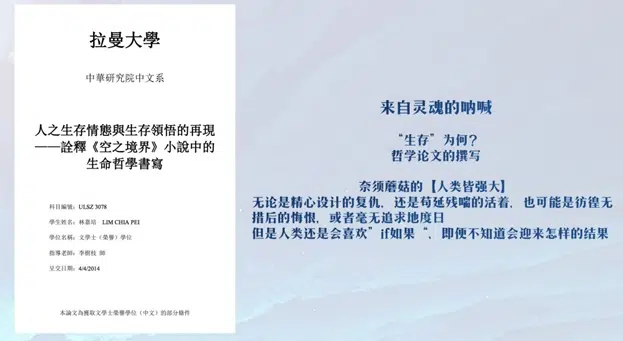 拉曼大學
中華研究院中文系
人之生存情態與生存領悟的再現
——詮釋《空之境界》小說中的
生命哲學書寫
科目編號：ULSZ 3078
學生姓名：林嘉培 LIM CHIA PEI
學位名稱：文學士（榮譽）學位
指導老師：李樹枝 師
呈交日期：4/4/2014
本論文為獲取文學士榮譽學位（中文）的部分條件
来自灵魂的呐喊
“生存”为何？
哲学论文的撰写
奈须蘑菇的【人类皆强大】
无论是精心设计的复仇，还是苟延残喘的活着，也可能是彷徨无
措后的悔恨，或者毫无追求地度日
但是人类还是会喜欢”if如果“，即便不知道会迎来怎样的结果